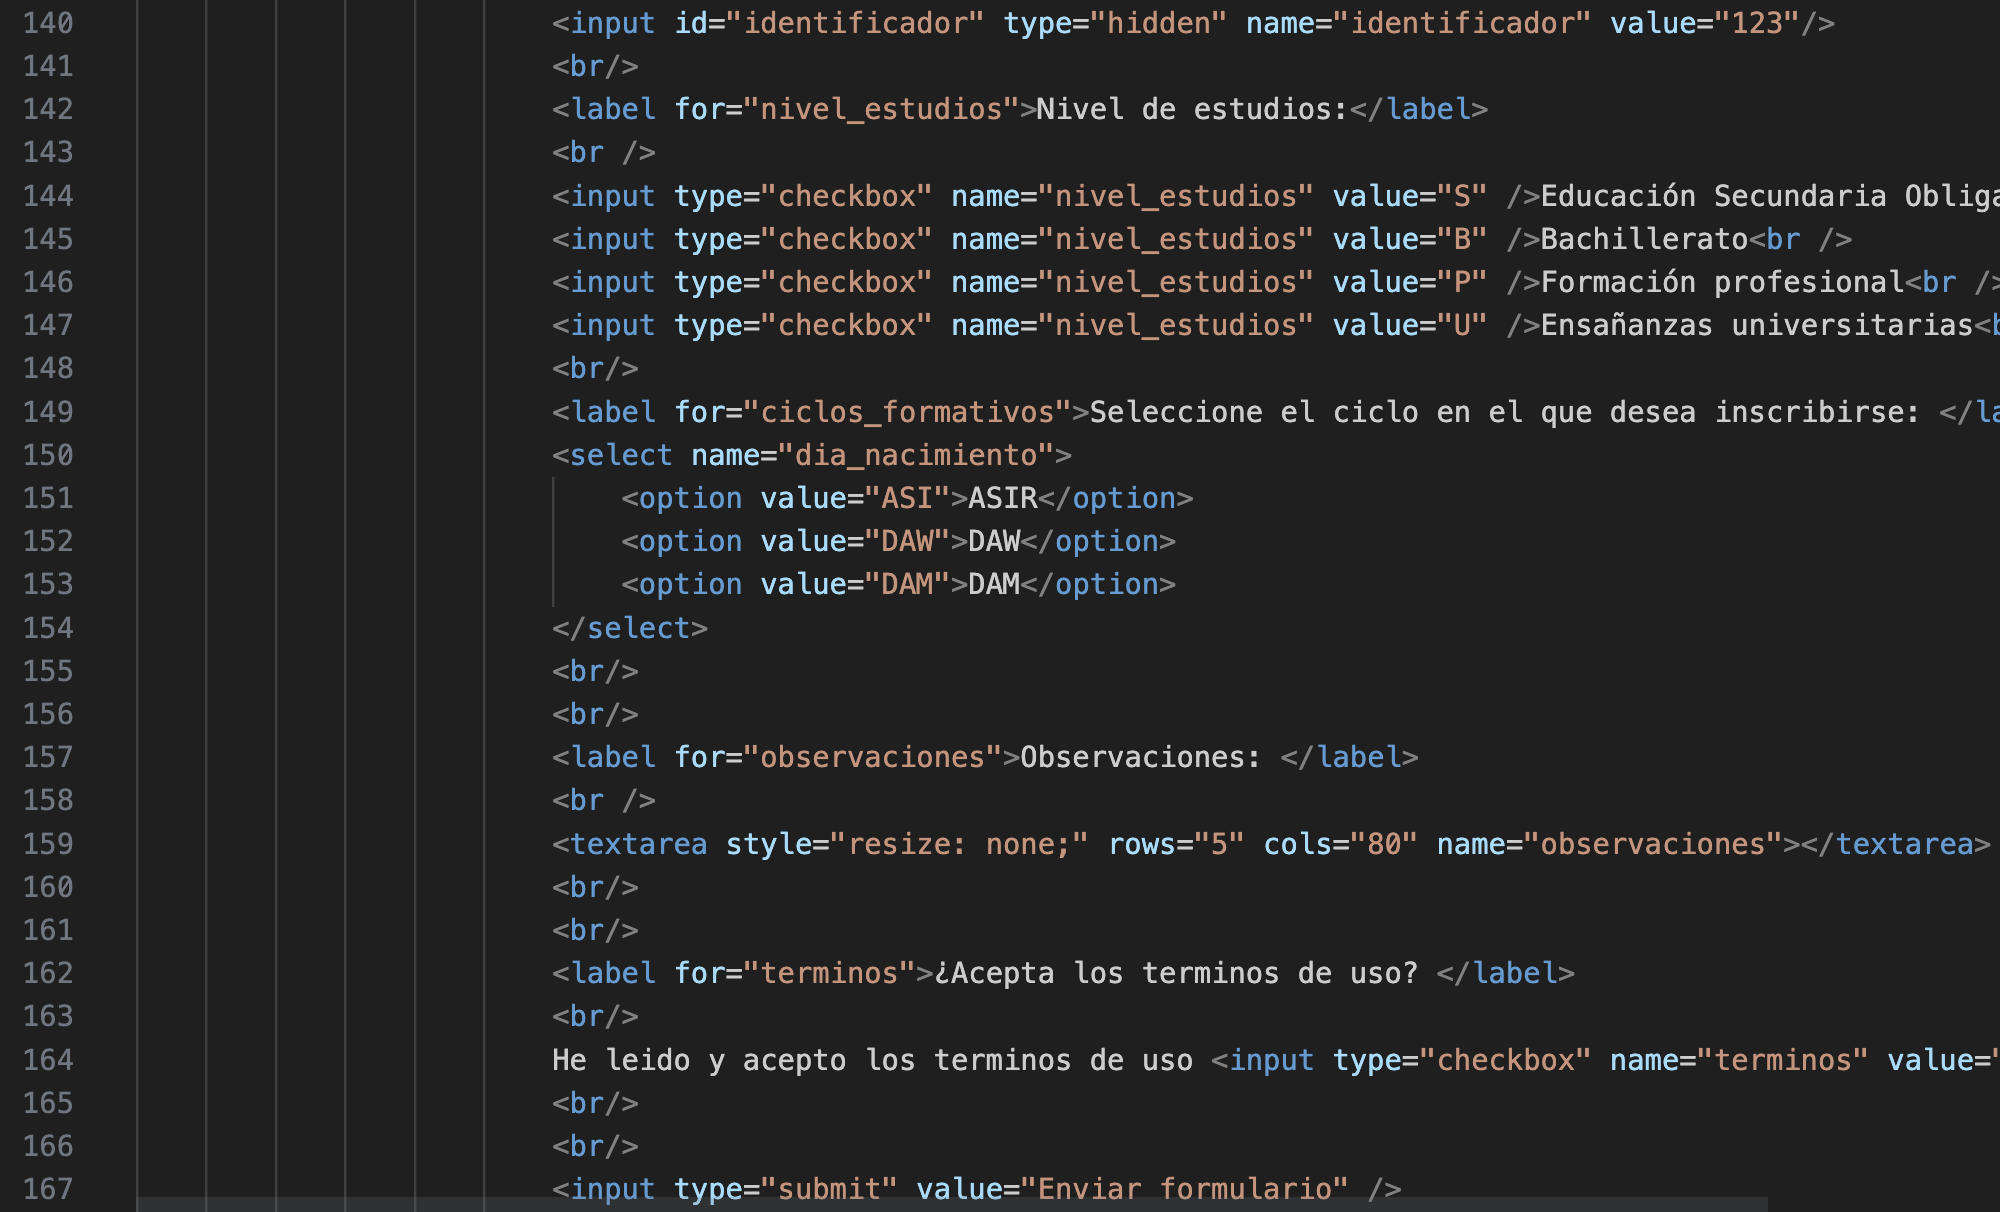 140 <input id="identificador" type="hidden" name="identificador" value="123"/>
141 <br/>
142 <label for="nivel_estudios">Nivel de estudios:</label>
143 <br />
144 <input type="checkbox" name="nivel_estudios" value="S" />Educación Secundaria
145 <input type="checkbox" name="nivel_estudios" value="B" />Bachillerato<br />
146 <input type="checkbox" name="nivel_estudios" value="P" />Formación profesional<br />
147 <input type="checkbox" name="nivel_estudios" value="U" />Ensañanzas universitarias<
148 <br/>
149 <label for="ciclos_formativos">Seleccione el ciclo en el que desea inscribirse: </
150 <select name="dia_nacimiento">
151 <option value="ASI">ASIR</option>
152 <option value="DAW">DAW</option>
153 <option value="DAM">DAM</option>
154 </select>
155 <br/>
156 <br/>
157 <label for="observaciones">Observaciones: </label>
158 <br />
159 <textarea style="resize: none;" rows="5" cols="80" name="observaciones"></textarea>
160 <br/>
161 <br/>
162 <label for="terminos">¿Acepta los terminos de uso? </label>
163 <br/>
164 He leido y acepto los terminos de uso <input type="checkbox" name="terminos" value="
165 <br/>
166 <br/>
167 <input type="submit" value="Enviar formulario" />